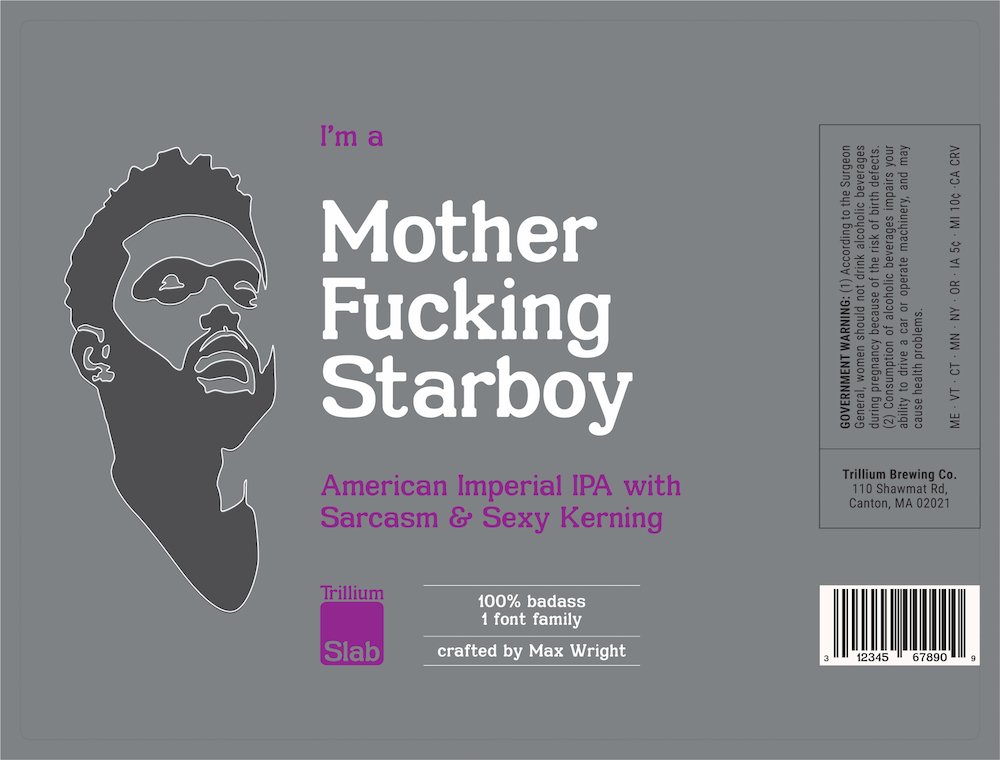 I'm a
Mother
Fucking
Starboy
American Imperial IPA with
Sarcasm & Sexy Kerning
Trillium
Slab
100% badass
1 font family
crafted by Max Wright
GOVERNMENT WARNING: (1) According to the Surgeon
General, women should not drink alcoholic beverages
during pregnancy because of the risk of birth defects.
(2) Consumption of alcoholic beverages impairs your
ability to drive a car or operate machinery, and may
cause health problems.
ME · VT · CT · MN · NY · OR · IA 5¢ · MI 10¢ ·CA CRV
Trillium Brewing Co.
110 Shawmat Rd,
Canton, MA 02021
3 12345 67890 9